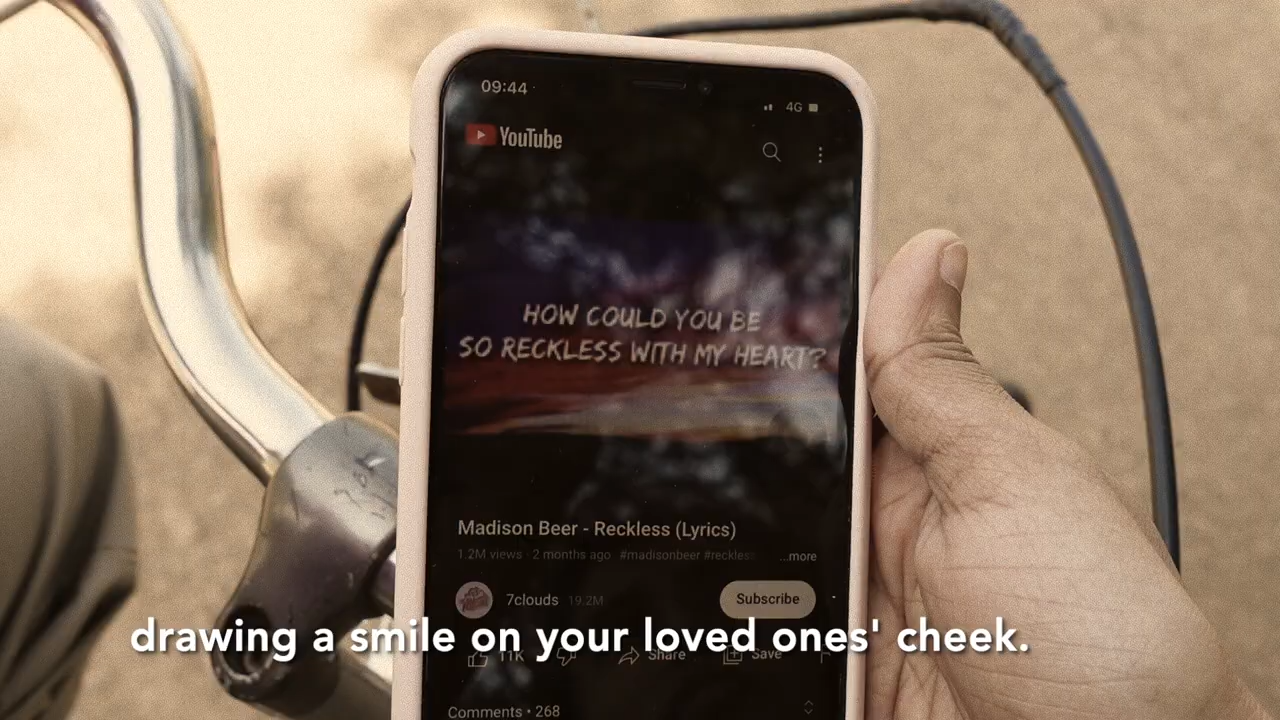 09:44
4G
YouTube
HOW COULD YOU BE
SO RECKLESS WITH MY HEART?
Madison Beer - Reckless (Lyrics)
1.2M views · 2 months ago #madisonbeer #reckless ...more
7clouds 19.2M
Subscribe
drawing a smile on your loved ones' cheek.
11K
Share
Save
Comments • 268